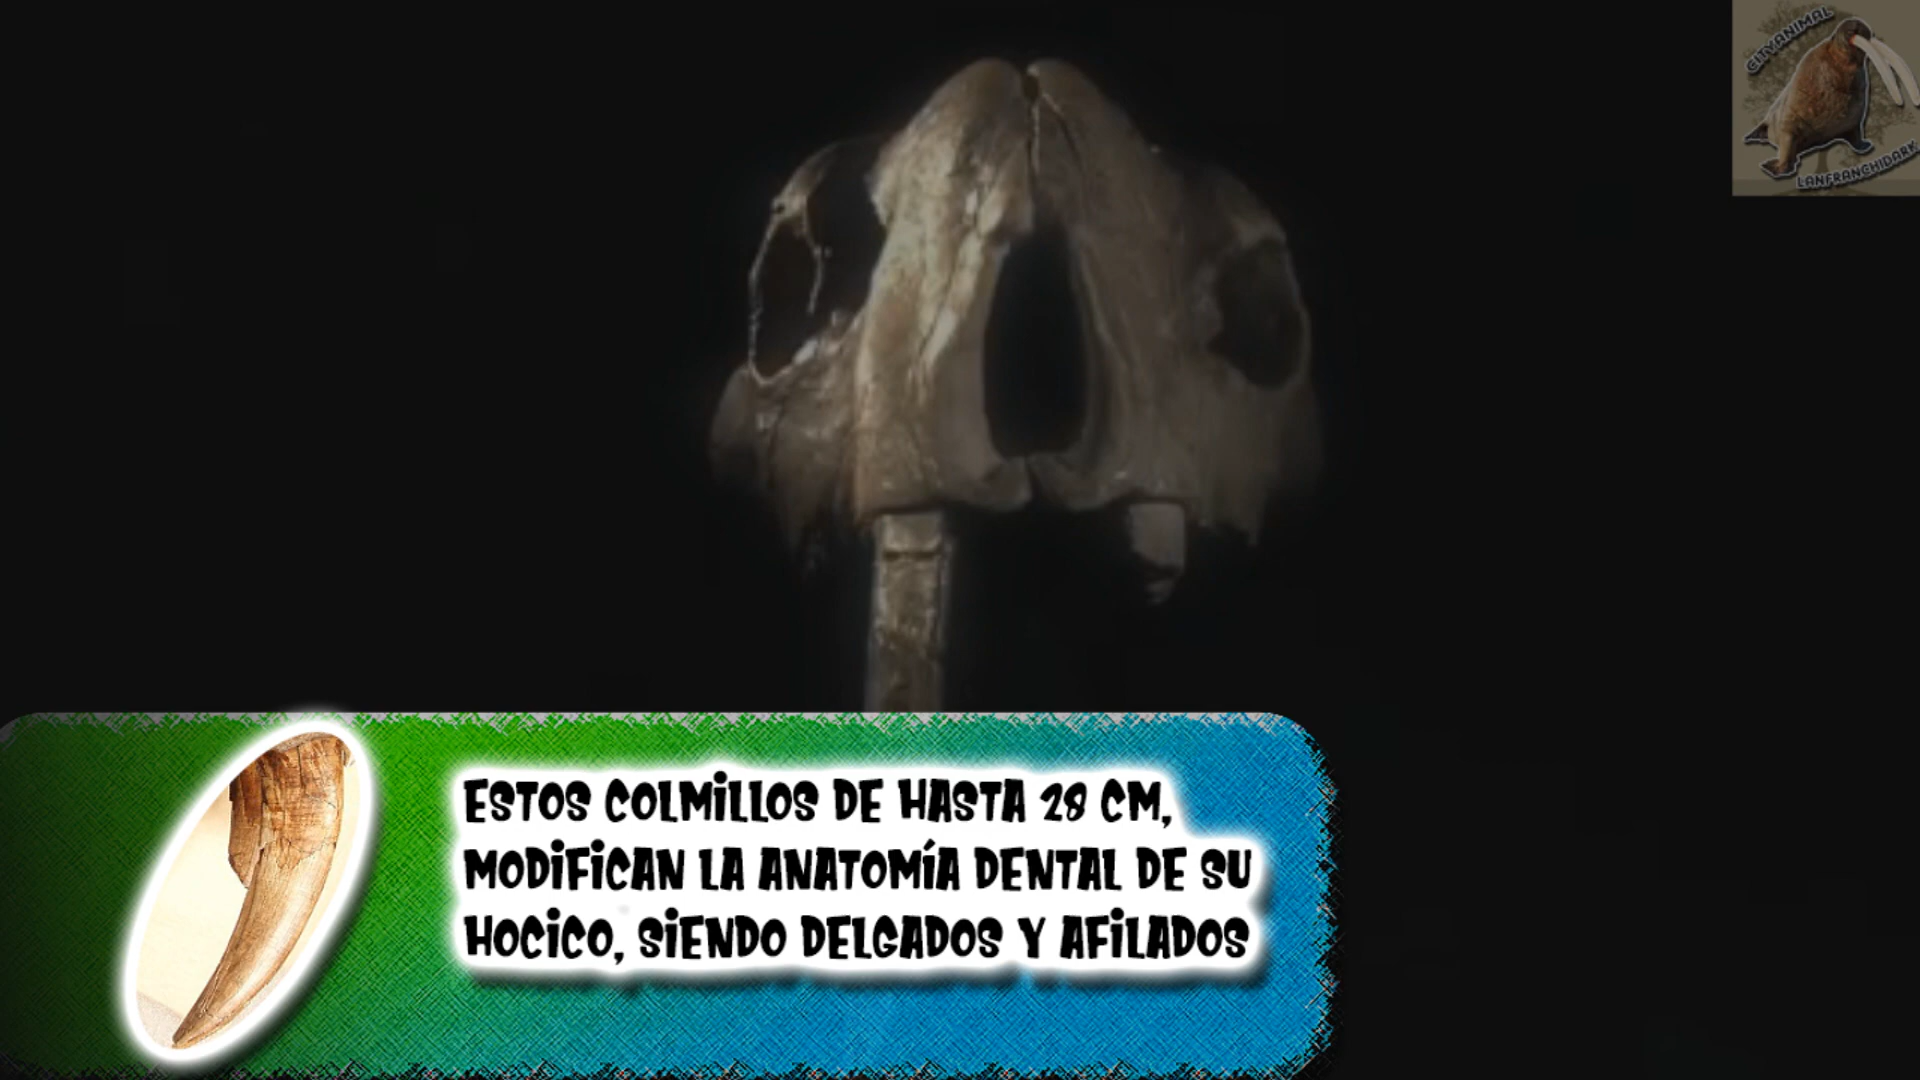 CITYANIMAL
LANFRANCHIDARK
ESTOS COLMILLOS DE HASTA 28 CM,
MODIFICAN LA ANATOMÍA DENTAL DE SU
HOCICO, SIENDO DELGADOS Y AFILADOS